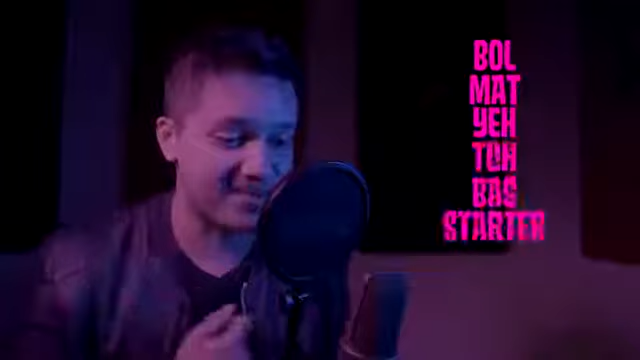 BOL
MAT
YEH
TOH
BAS
STARTER